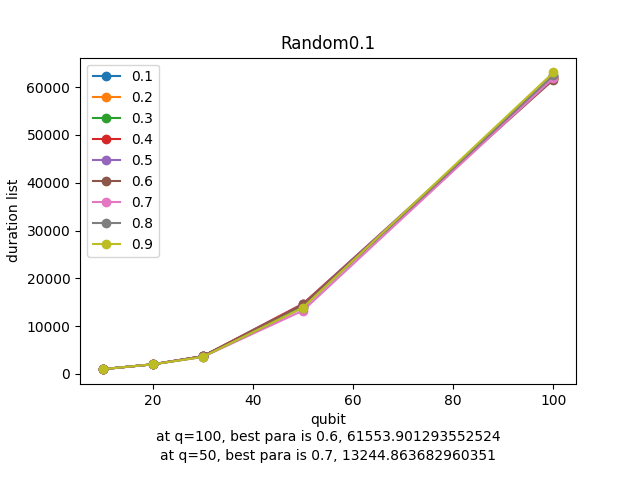 Random0.1
60000
50000
40000
30000
20000
10000
0
duration list
0.1
0.2
0.3
0.4
0.5
0.6
0.7
0.8
0.9
20 40 60 80 100
qubit
at q=100, best para is 0.6, 61553.901293552524
at q=50, best para is 0.7, 13244.863682960351